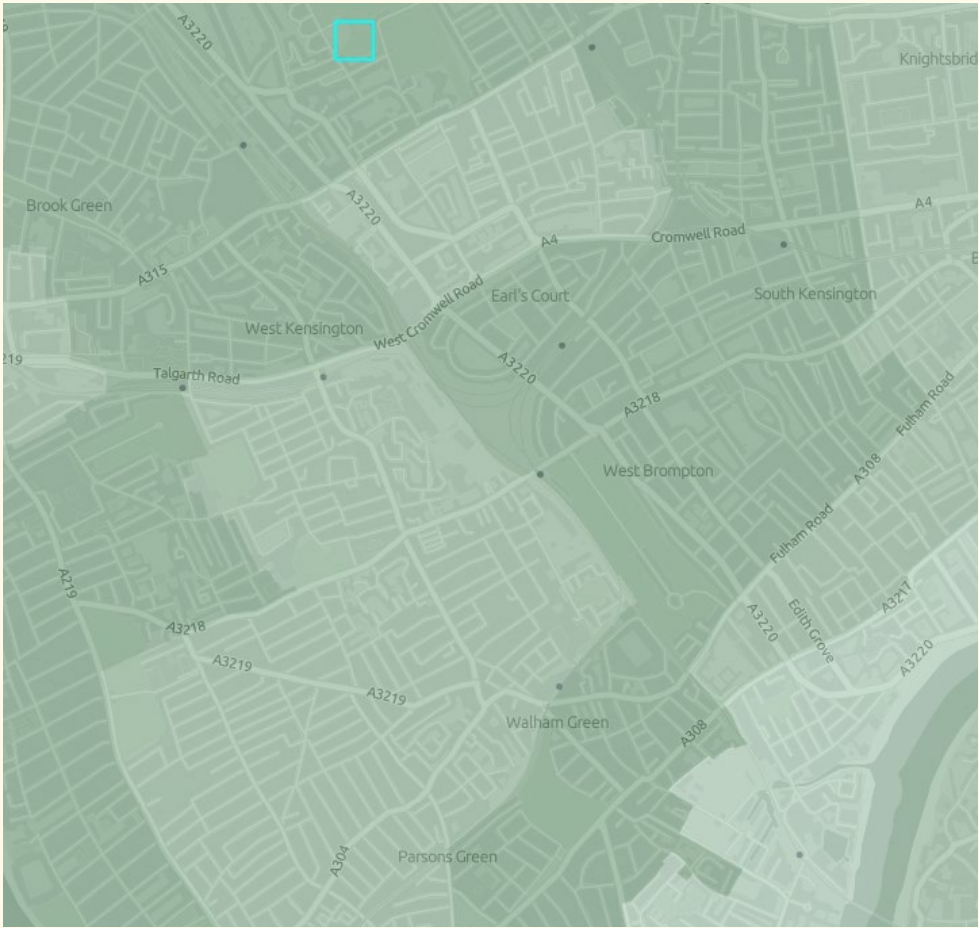 A3220
Knightsbrid
Brook Green
A3220
A4
Cromwell Road
A4
A315
Earl's Court
South Kensington
West Kensington
West Cromwell Road
219
Talgarth Road
A3220
A3218
Fulham Road
A308
West Brompton
Fulham Road
A219
A3217
A3220
Edith Grove
A3218
A3220
A3219
A3219
Walham Green
A308
Parsons Green
A304